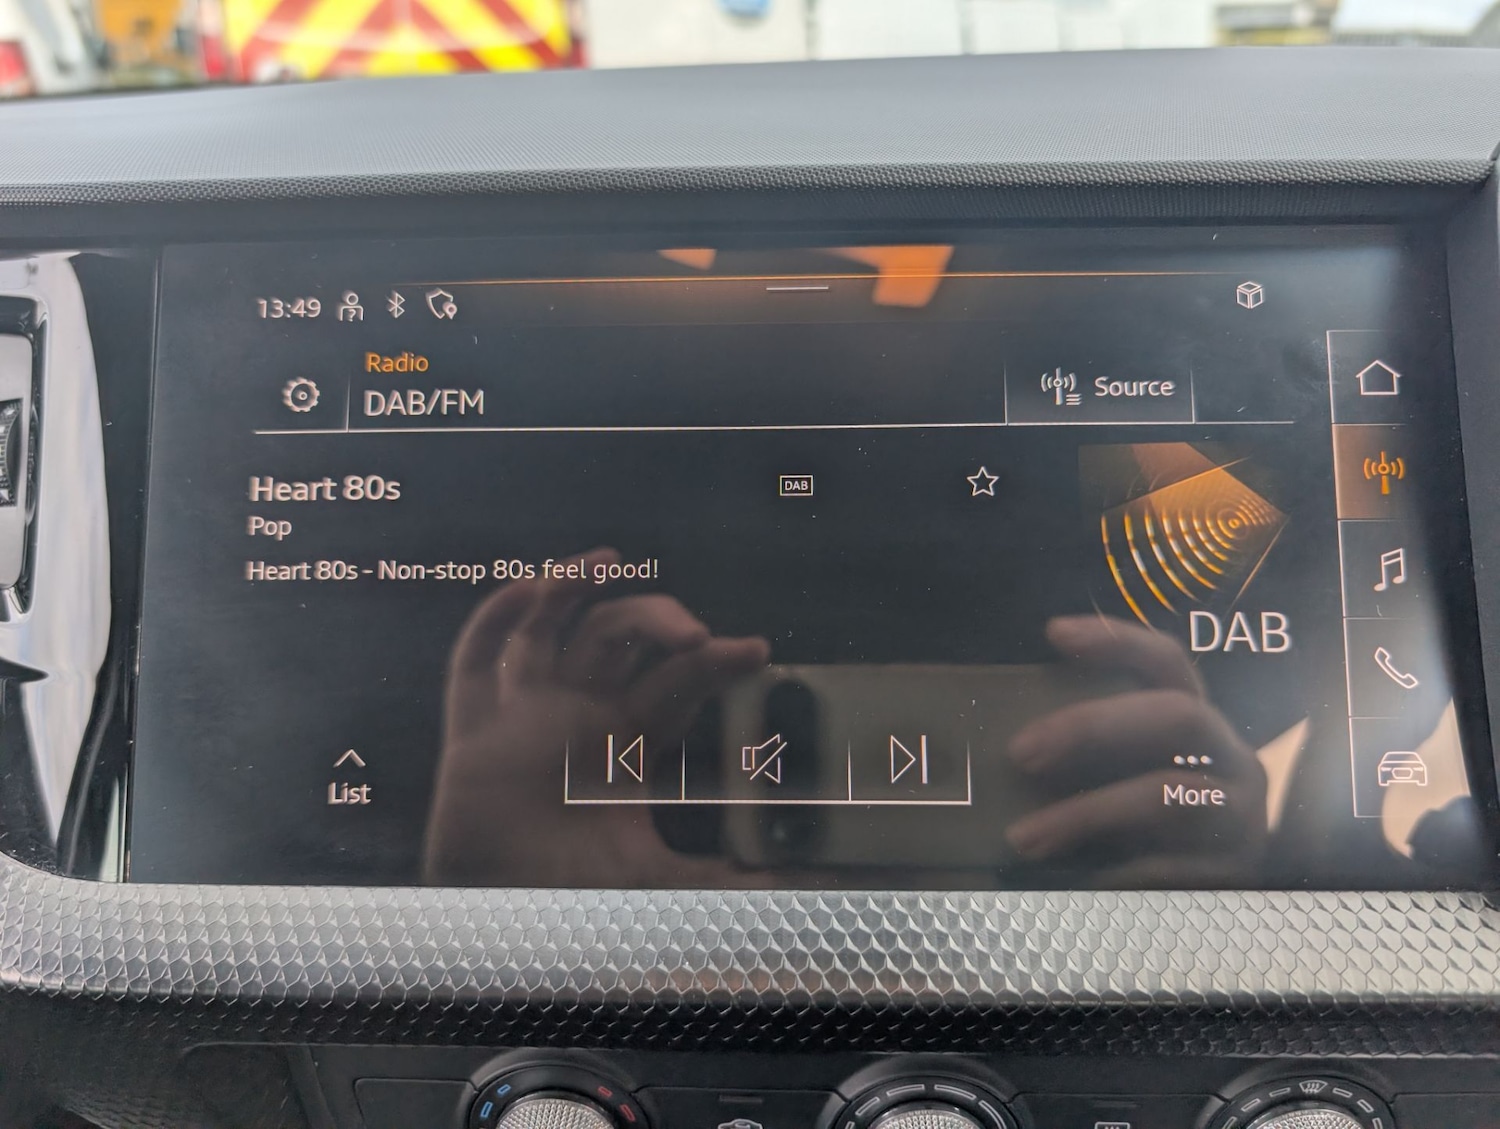 13:49
Radio
DAB/FM
Source
Heart 80s
DAB
Pop
Heart 80s - Non-stop 80s feel good!
DAB
List
More